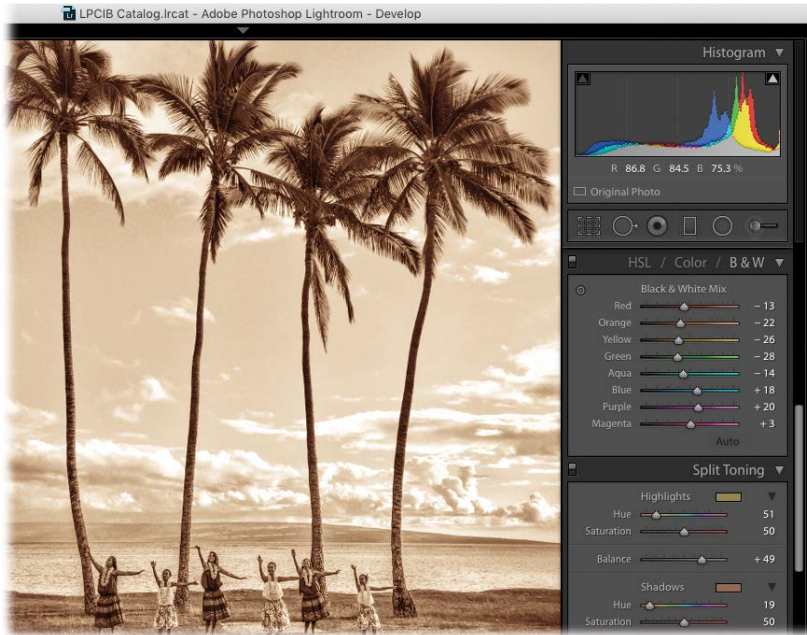 LPCIB Catalog.lrcat - Adobe Photoshop Lightroom - Develop
Histogram
R 86.8 G 84.5 B 75.3 %
Original Photo
HSL / Color / B & W
Black & White Mix
Red - 13
Orange - 22
Yellow - 26
Green - 28
Aqua - 14
Blue + 18
Purple + 20
Magenta + 3
Auto
Split Toning
Highlights
Hue 51
Saturation 50
Balance + 49
Shadows
Hue 19
Saturation 50